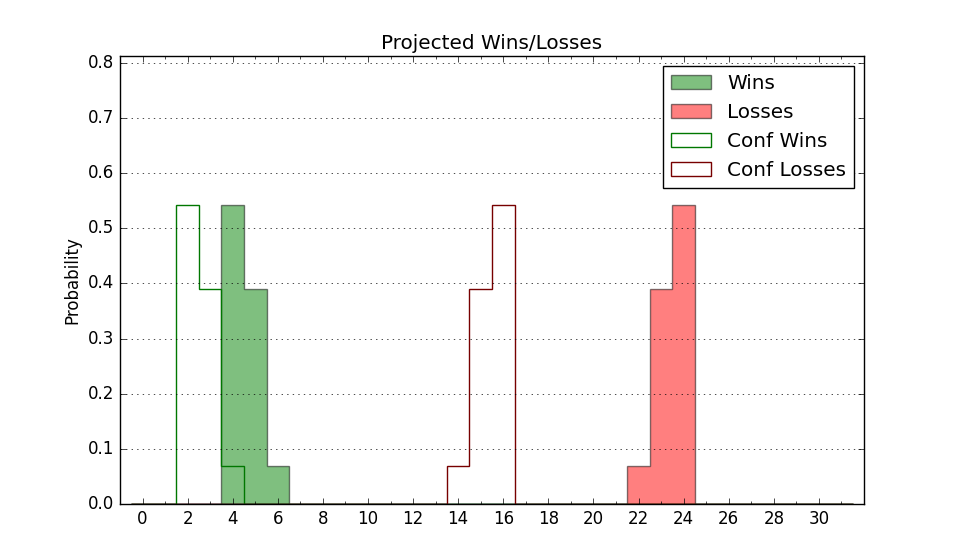 Projected Wins/Losses
0.8
0.7
0.6
0.5
0.4
0.3
0.2
0.1
0.0
Probability
Wins
Losses
Conf Wins
Conf Losses
0 2 4 6 8 10 12 14 16 18 20 22 24 26 28 30